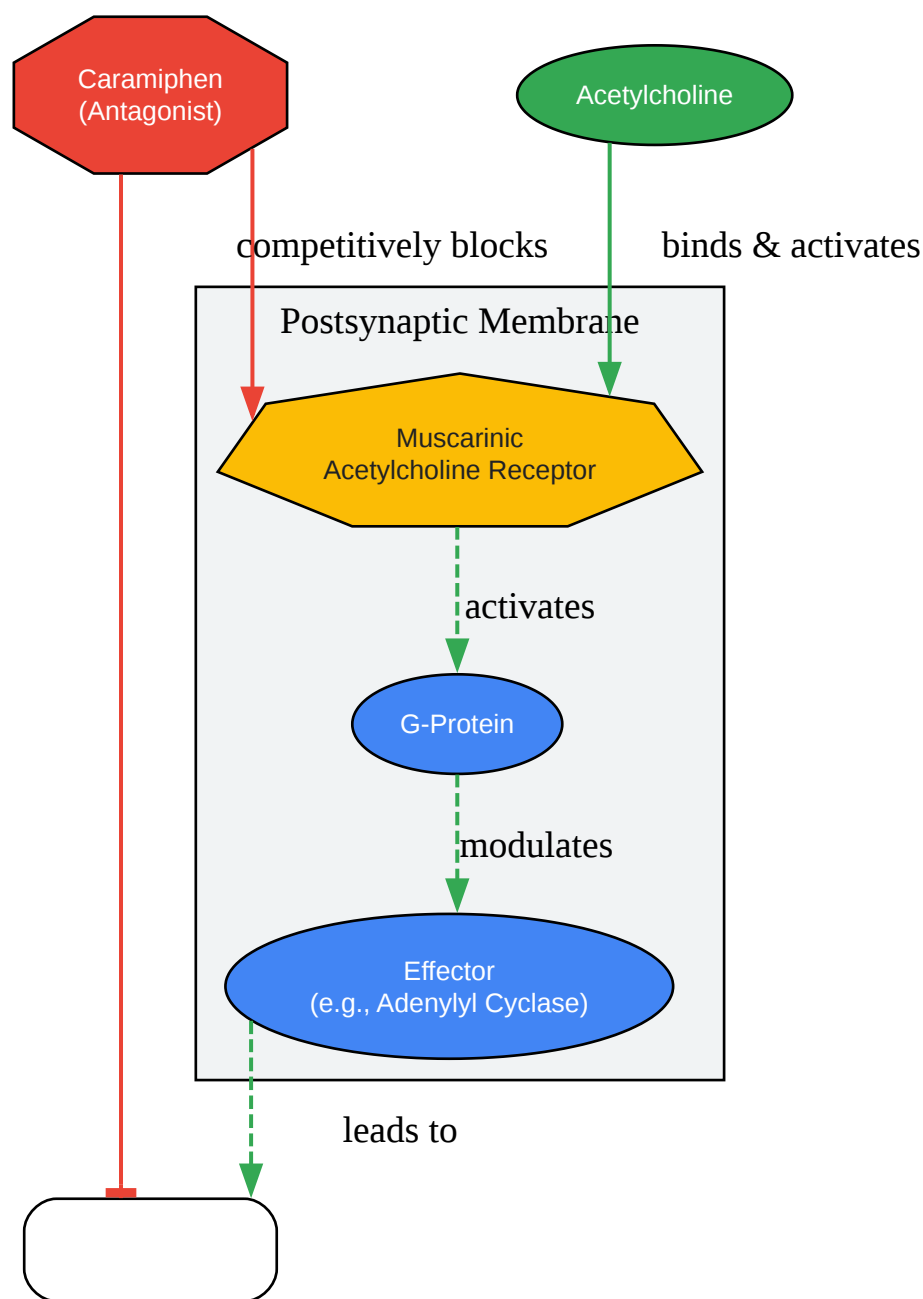 Caramiphen
(Antagonist)
Acetylcholine
competitively blocks
binds & activates
Postsynaptic Membrane
Muscarinic
Acetylcholine Receptor
activates
G-Protein
modulates
Effector
(e.g., Adenylyl Cyclase)
leads to